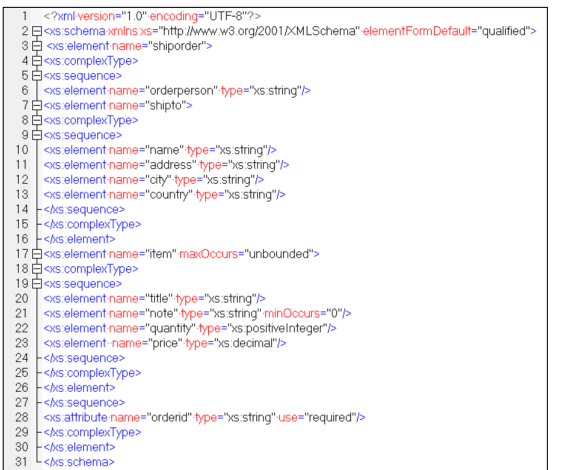 1 <?xml version="1.0" encoding="UTF-8"?>
2 <xs:schema xmlns:xs="http://www.w3.org/2001/XMLSchema" elementFormDefault="qualified">
3 <xs:element name="shiporder">
4 <xs:complexType>
5 <xs:sequence>
6 <xs:element name="orderperson" type="xs:string"/>
7 <xs:element name="shipto">
8 <xs:complexType>
9 <xs:sequence>
10 <xs:element name="name" type="xs:string"/>
11 <xs:element name="address" type="xs:string"/>
12 <xs:element name="city" type="xs:string"/>
13 <xs:element name="country" type="xs:string"/>
14 </xs:sequence>
15 </xs:complexType>
16 </xs:element>
17 <xs:element name="item" maxOccurs="unbounded">
18 <xs:complexType>
19 <xs:sequence>
20 <xs:element name="title" type="xs:string"/>
21 <xs:element name="note" type="xs:string" minOccurs="0"/>
22 <xs:element name="quantity" type="xs:positiveInteger"/>
23 <xs:element name="price" type="xs:decimal"/>
24 </xs:sequence>
25 </xs:complexType>
26 </xs:element>
27 </xs:sequence>
28 <xs:attribute name="orderid" type="xs:string" use="required"/>
29 </xs:complexType>
30 </xs:element>
31 </xs:schema>